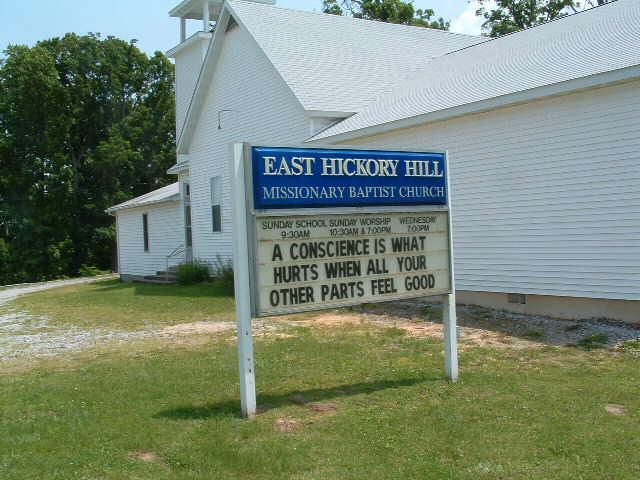 EAST HICKORY HILL
MISSIONARY BAPTIST CHURCH
SUNDAY SCHOOL SUNDAY WORSHIP WEDNESDAY
9:30AM 10:30AM & 7:00PM 7:00PM
A CONSCIENCE IS WHAT
HURTS WHEN ALL YOUR
OTHER PARTS FEEL GOOD